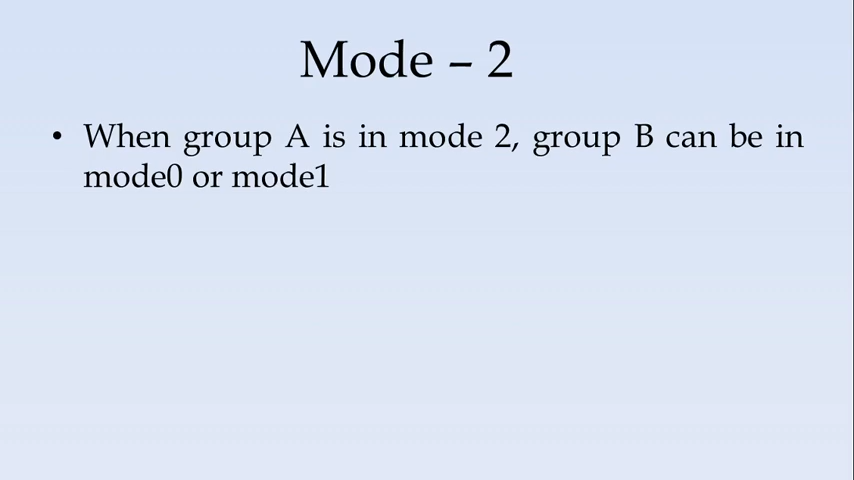 Mode – 2
• When group A is in mode 2, group B can be in
mode0 or mode1